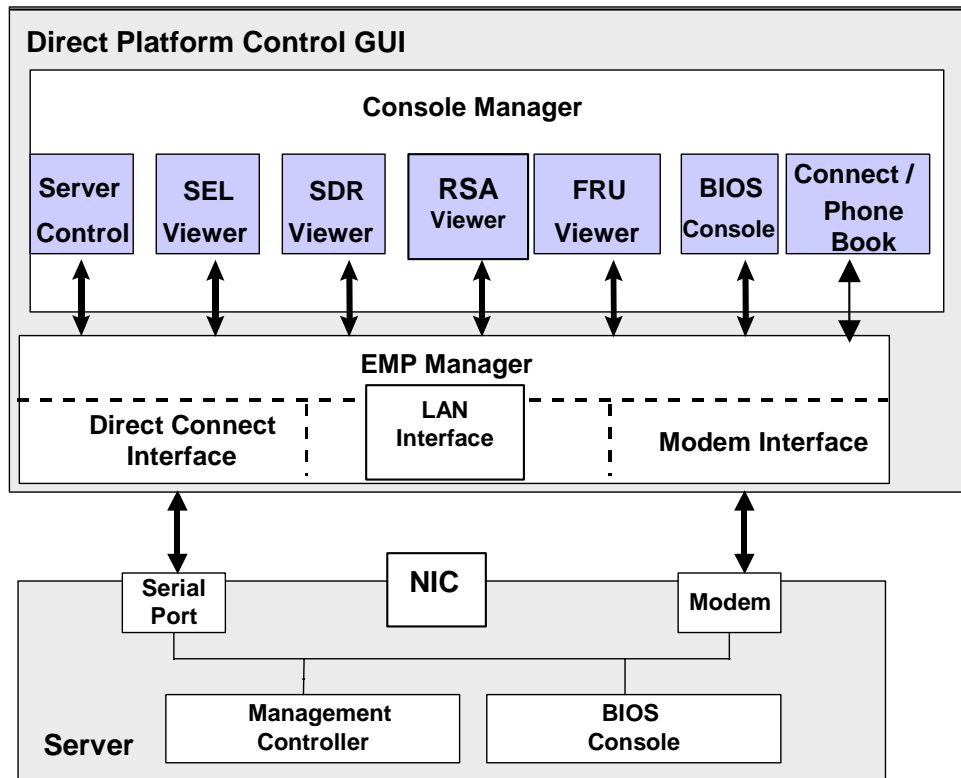 Direct Platform Control GUI
Console Manager
Server
Control
SEL
Viewer
SDR
Viewer
RSA
Viewer
FRU
Viewer
BIOS
Console
Connect /
Phone
Book
EMP Manager
Direct Connect
Interface
LAN
Interface
Modem Interface
Serial
Port
NIC
Modem
Management
Controller
BIOS
Console
Server